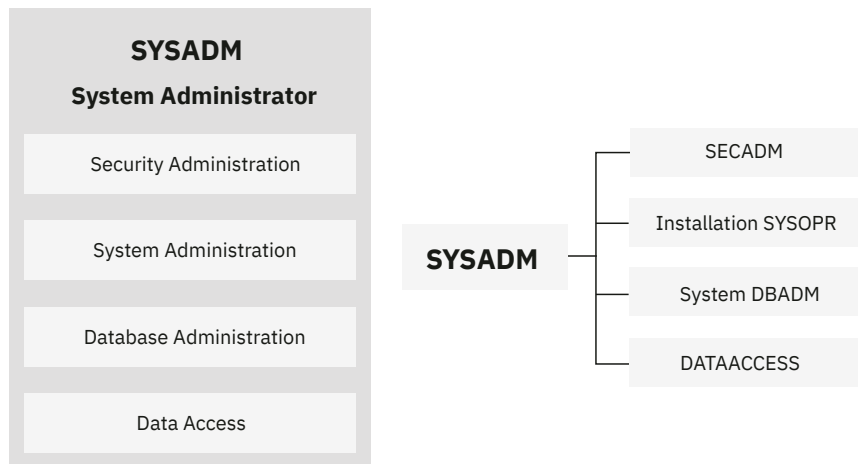 SYSADM
System Administrator
Security Administration
System Administration
Database Administration
Data Access
SYSADM
SECADM
Installation SYSOPR
System DBADM
DATAACCESS